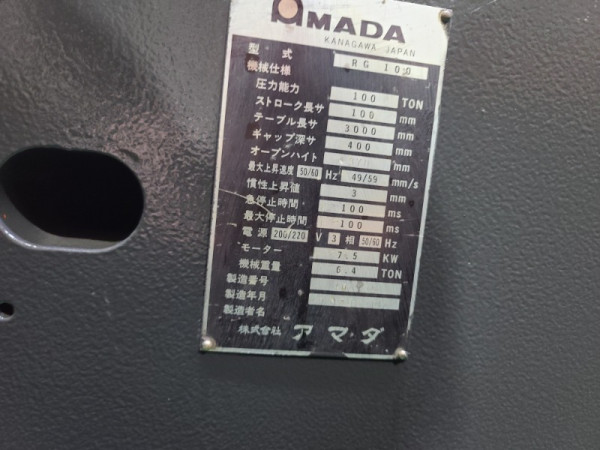 AMADA
KANAGAWA JAPAN
型式 RG 100
機械仕様
圧力能力 100 TON
ストローク長サ 100 mm
テーブル長サ 3000 mm
ギャップ深サ 400 mm
オープンハイト mm
最大上昇速度 50/60 Hz 49/59 mm/s
慣性上昇値 3 mm
急停止時間 100 ms
最大停止時間 100 ms
電源 200/220 V 3 相 50/60 Hz
モーター 7.5 KW
機械重量 6.4 TON
製造番号
製造年月
製造者名
株式会社 アマダ